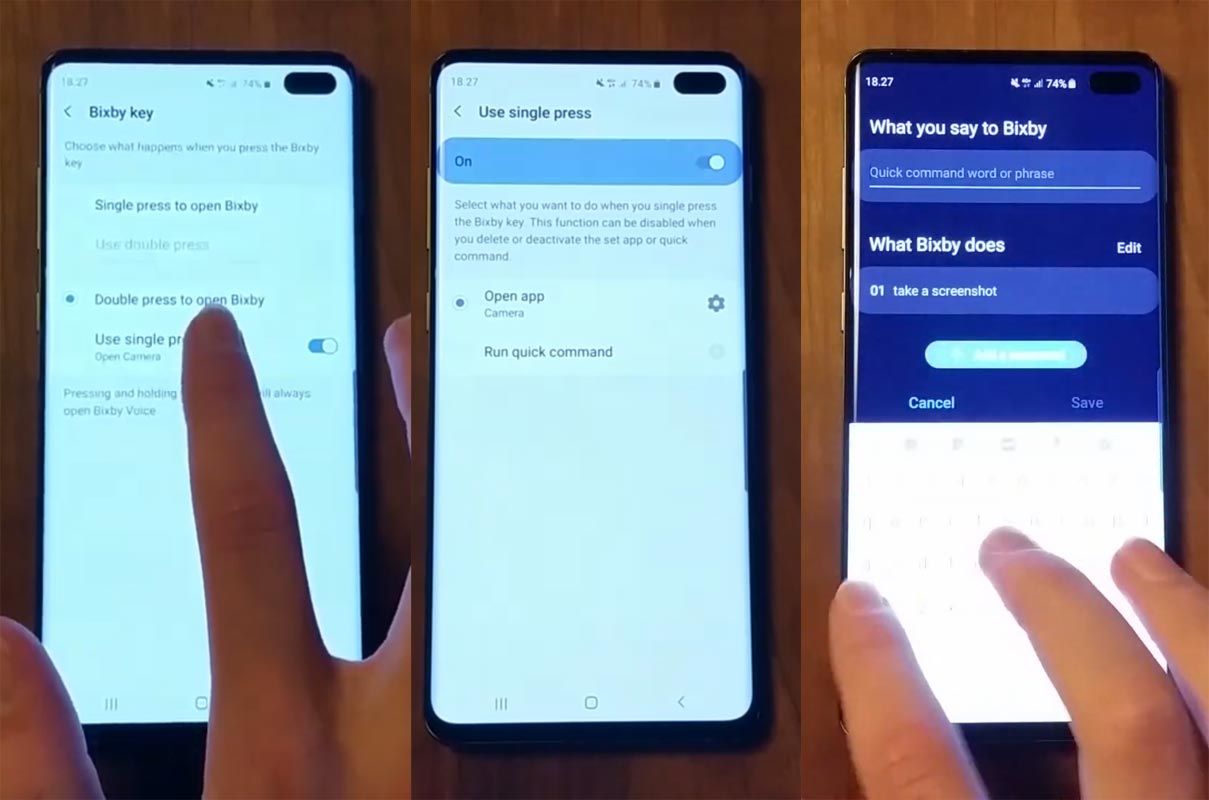 18.27
74%
Bixby key
Choose what happens when you press the Bixby
key
Single press to open Bixby
Use double press
Double press to open Bixby
Use single
Open Camera
Pressing and holding always
open Bixby Voice
18.27
74%
Use single press
On
Select what you want to do when you single press
the Bixby key. This function can be disabled when
you delete or deactivate the set app or quick
command.
Open app
Camera
Run quick command
18.27
74%
What you say to Bixby
Quick command word or phrase
What Bixby does Edit
01 take a screenshot
Cancel Save